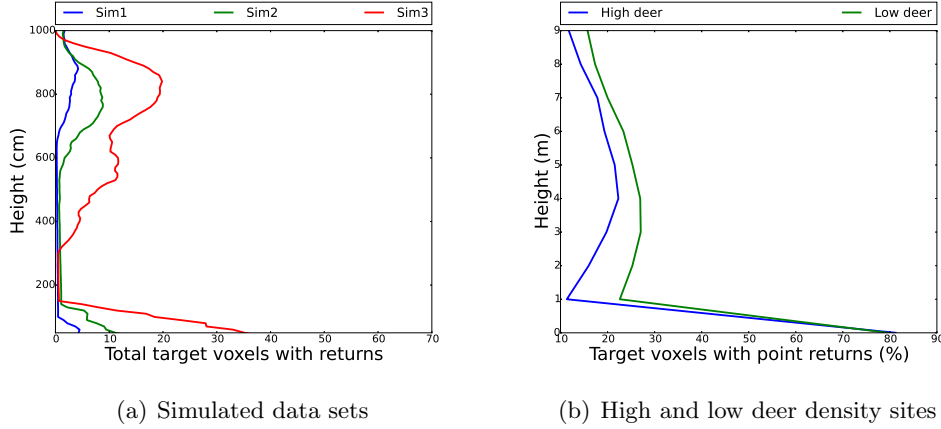 Sim1 Sim2 Sim3
1000
800
600
400
200
Height (cm)
0 10 20 30 40 50 60 70
Total target voxels with returns
(a) Simulated data sets
High deer Low deer
9
8
7
6
5
4
3
2
1
0
Height (m)
10 20 30 40 50 60 70 80 90
Target voxels with point returns (%)
(b) High and low deer density sites